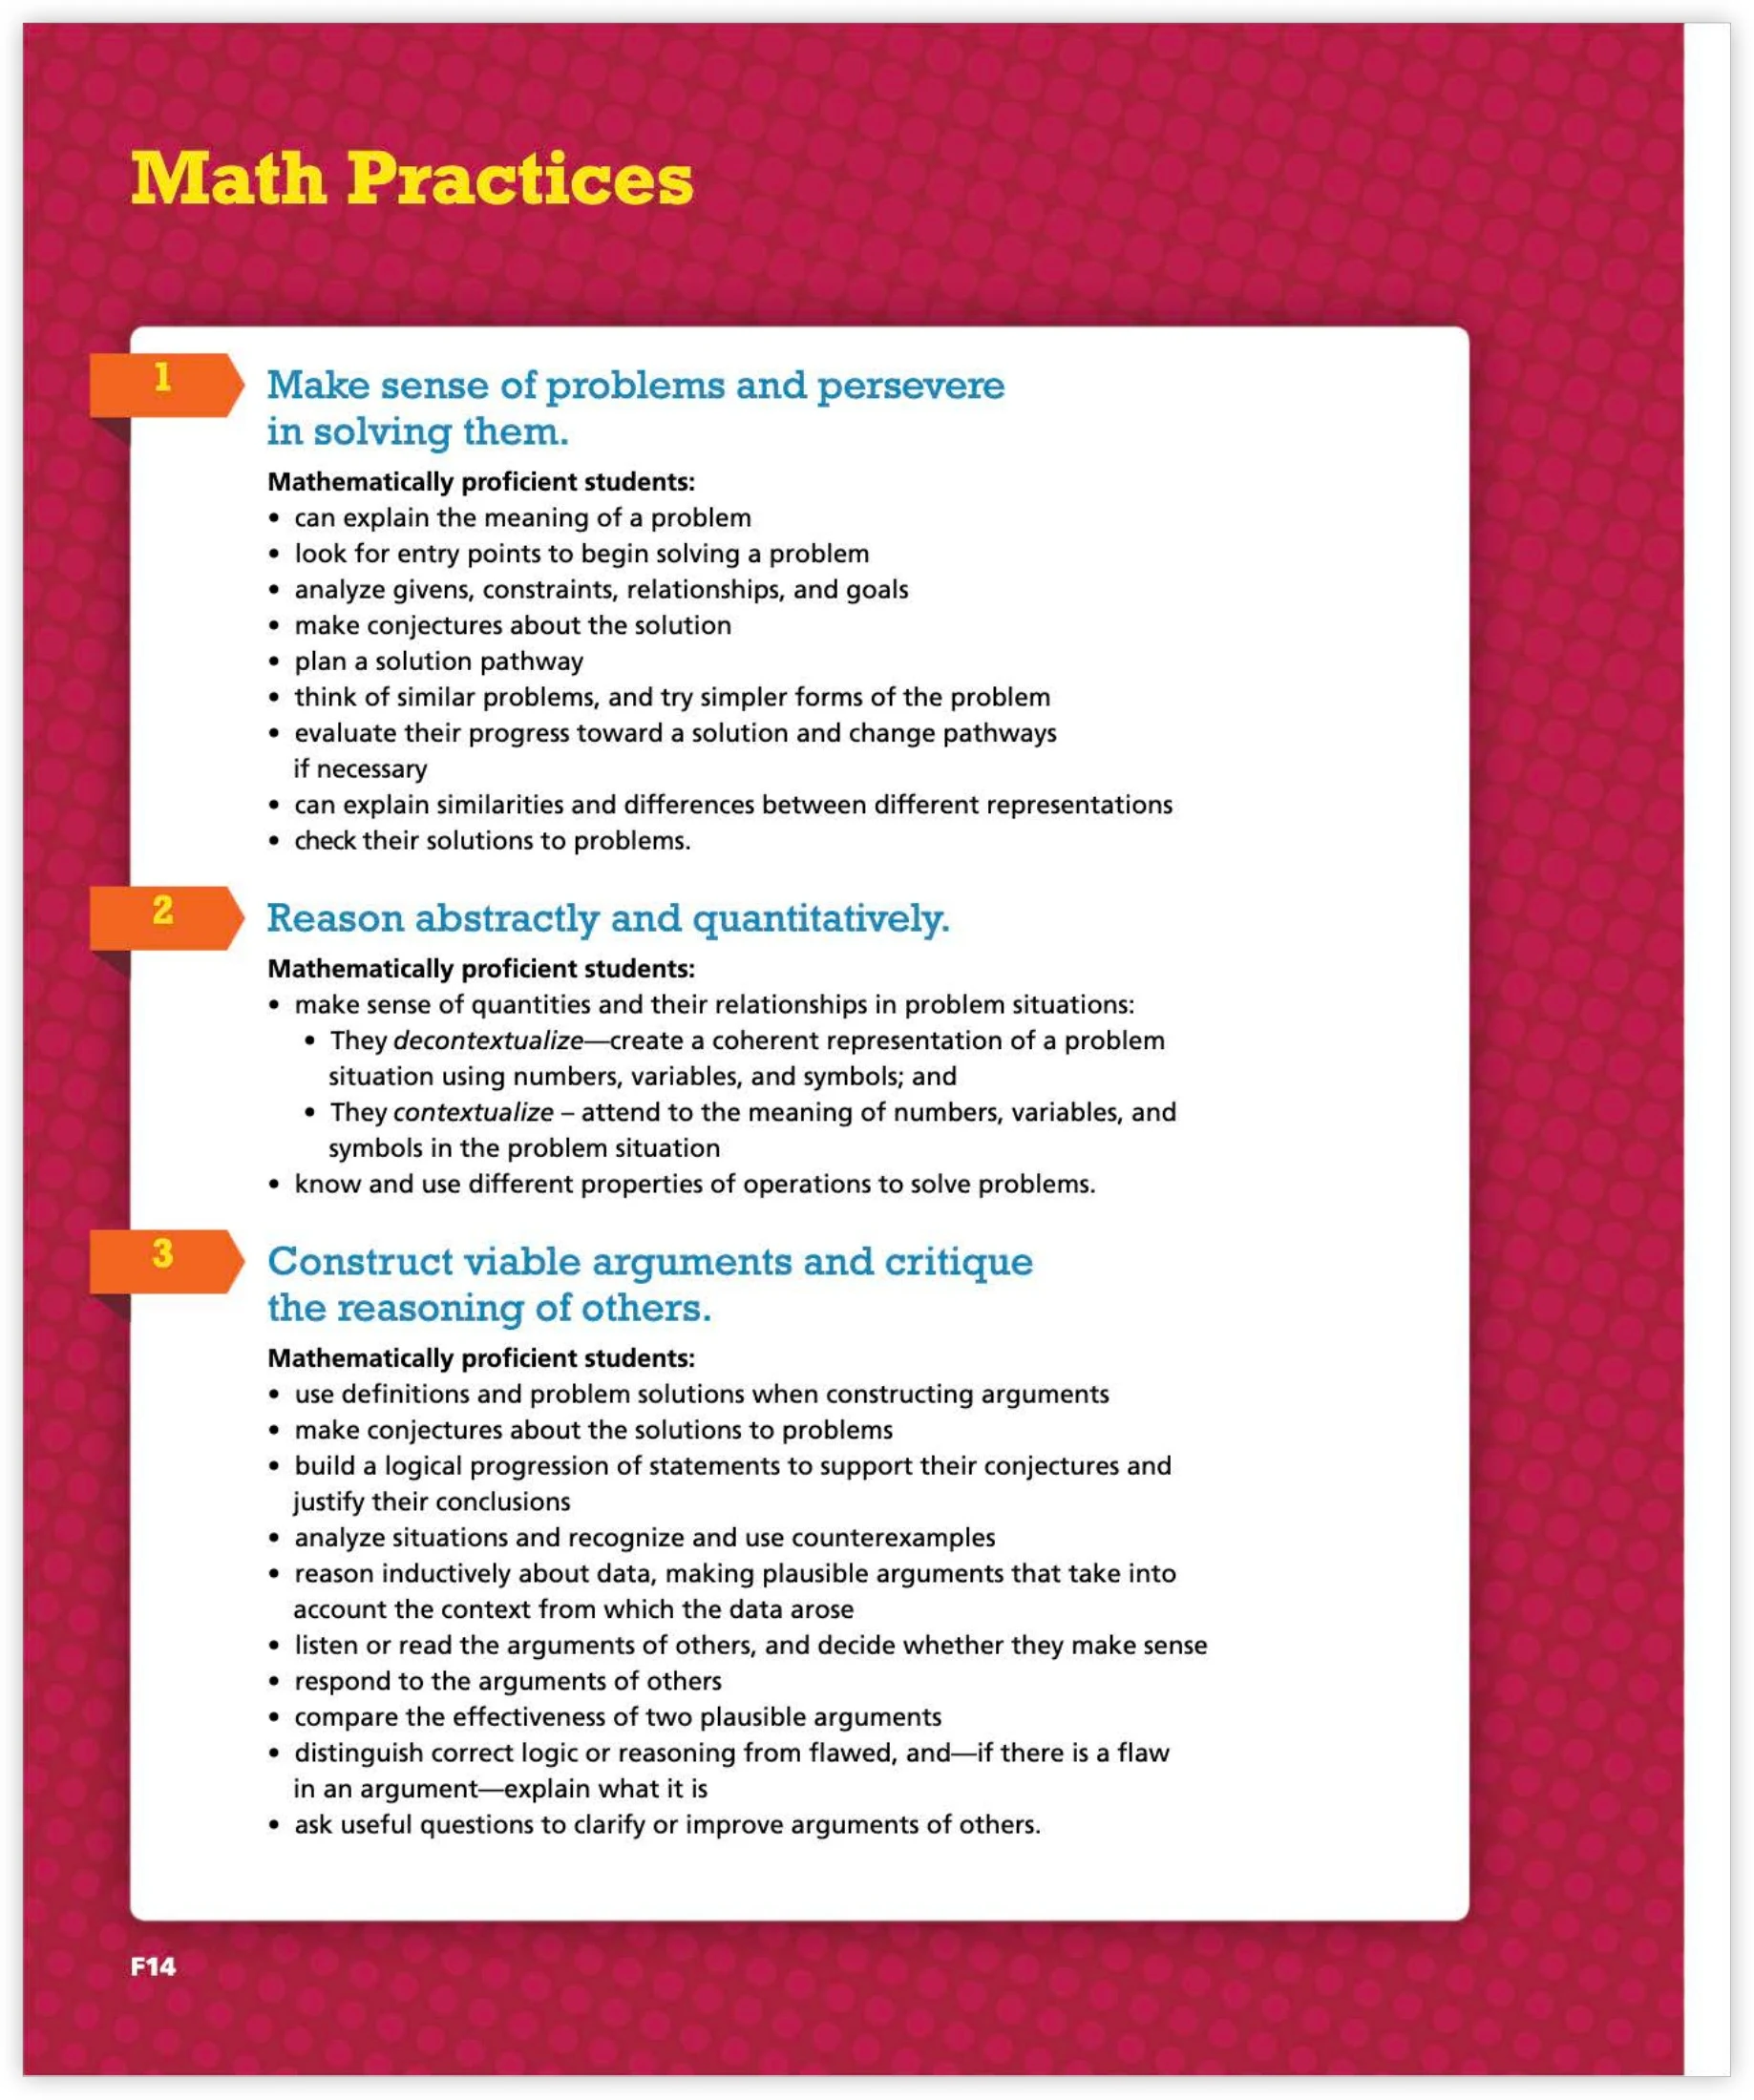 Math Practices
1
Make sense of problems and persevere
in solving them.
Mathematically proficient students:
• can explain the meaning of a problem
• look for entry points to begin solving a problem
• analyze givens, constraints, relationships, and goals
• make conjectures about the solution
• plan a solution pathway
• think of similar problems, and try simpler forms of the problem
• evaluate their progress toward a solution and change pathways
if necessary
• can explain similarities and differences between different representations
• check their solutions to problems.
2
Reason abstractly and quantitatively.
Mathematically proficient students:
• make sense of quantities and their relationships in problem situations:
• They decontextualize—create a coherent representation of a problem
situation using numbers, variables, and symbols; and
• They contextualize – attend to the meaning of numbers, variables, and
symbols in the problem situation
• know and use different properties of operations to solve problems.
3
Construct viable arguments and critique
the reasoning of others.
Mathematically proficient students:
• use definitions and problem solutions when constructing arguments
• make conjectures about the solutions to problems
• build a logical progression of statements to support their conjectures and
justify their conclusions
• analyze situations and recognize and use counterexamples
• reason inductively about data, making plausible arguments that take into
account the context from which the data arose
• listen or read the arguments of others, and decide whether they make sense
• respond to the arguments of others
• compare the effectiveness of two plausible arguments
• distinguish correct logic or reasoning from flawed, and—if there is a flaw
in an argument—explain what it is
• ask useful questions to clarify or improve arguments of others.
F14